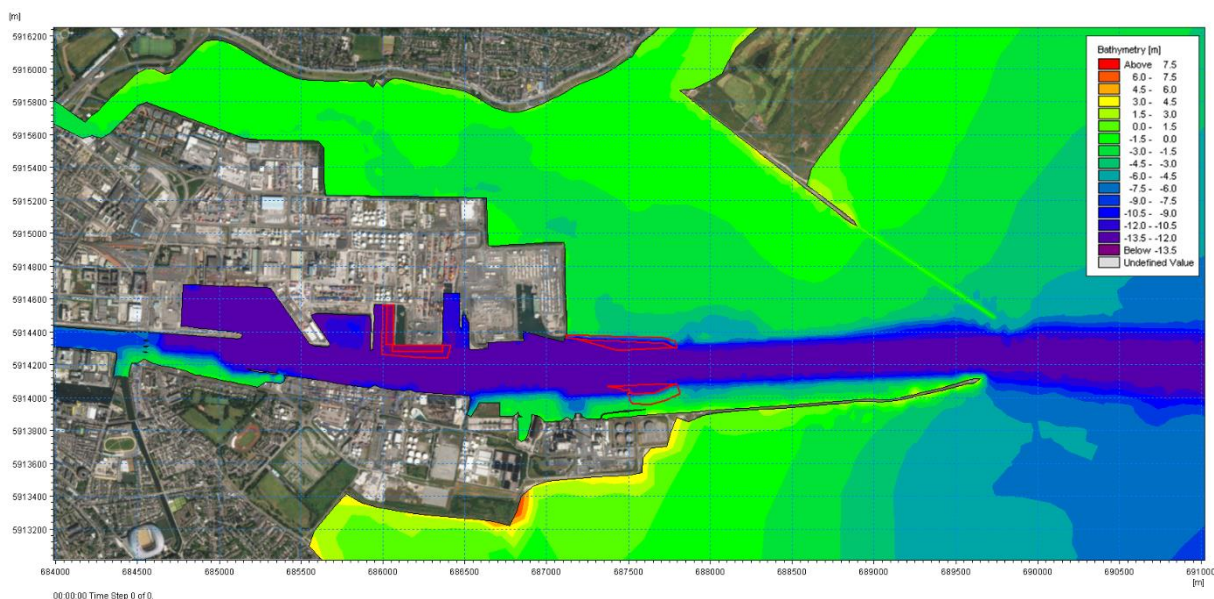 [m]
5916200
5916000
5915800
5915600
5915400
5915200
5915000
5914800
5914600
5914400
5914200
5914000
5913800
5913600
5913400
5913200
Bathymetry [m]
Above 7.5
6.0 - 7.5
4.5 - 6.0
3.0 - 4.5
1.5 - 3.0
0.0 - 1.5
-1.5 - 0.0
-3.0 - -1.5
-4.5 - -3.0
-6.0 - -4.5
-7.5 - -6.0
-9.0 - -7.5
-10.5 - -9.0
-12.0 - -10.5
-13.5 - -12.0
Below -13.5
Undefined Value
684000 684500 685000 685500 686000 686500 687000 687500 688000 688500 689000 689500 690000 690500 691000
[m]
00:00:00 Time Step 0 of 0.